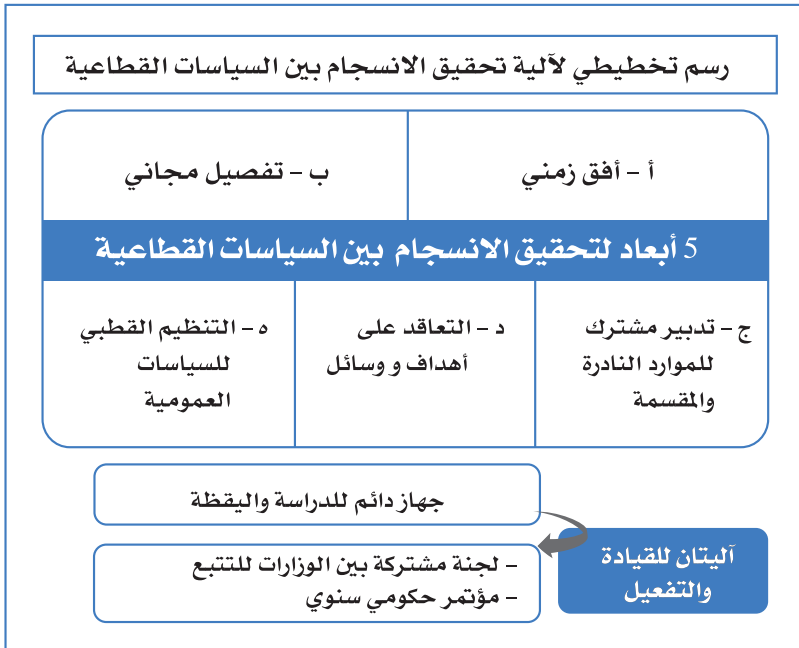 رسم تخطيطي لآلية تحقيق الانسجام بين السياسات القطاعية
أ – أفق زمني
ب – تفصيل مجاني
5 أبعاد لتحقيق الانسجام بين السياسات القطاعية
ج – تدبير مشترك
للموارد النادرة
والمقسمة
د – التعاقد على
أهداف و وسائل
ه – التنظيم القطبي
للسياسات
العمومية
جهاز دائم للدراسة واليقظة
آليتان للقيادة
والتفعيل
– لجنة مشتركة بين الوزارات للتتبع
– مؤتمر حكومي سنوي